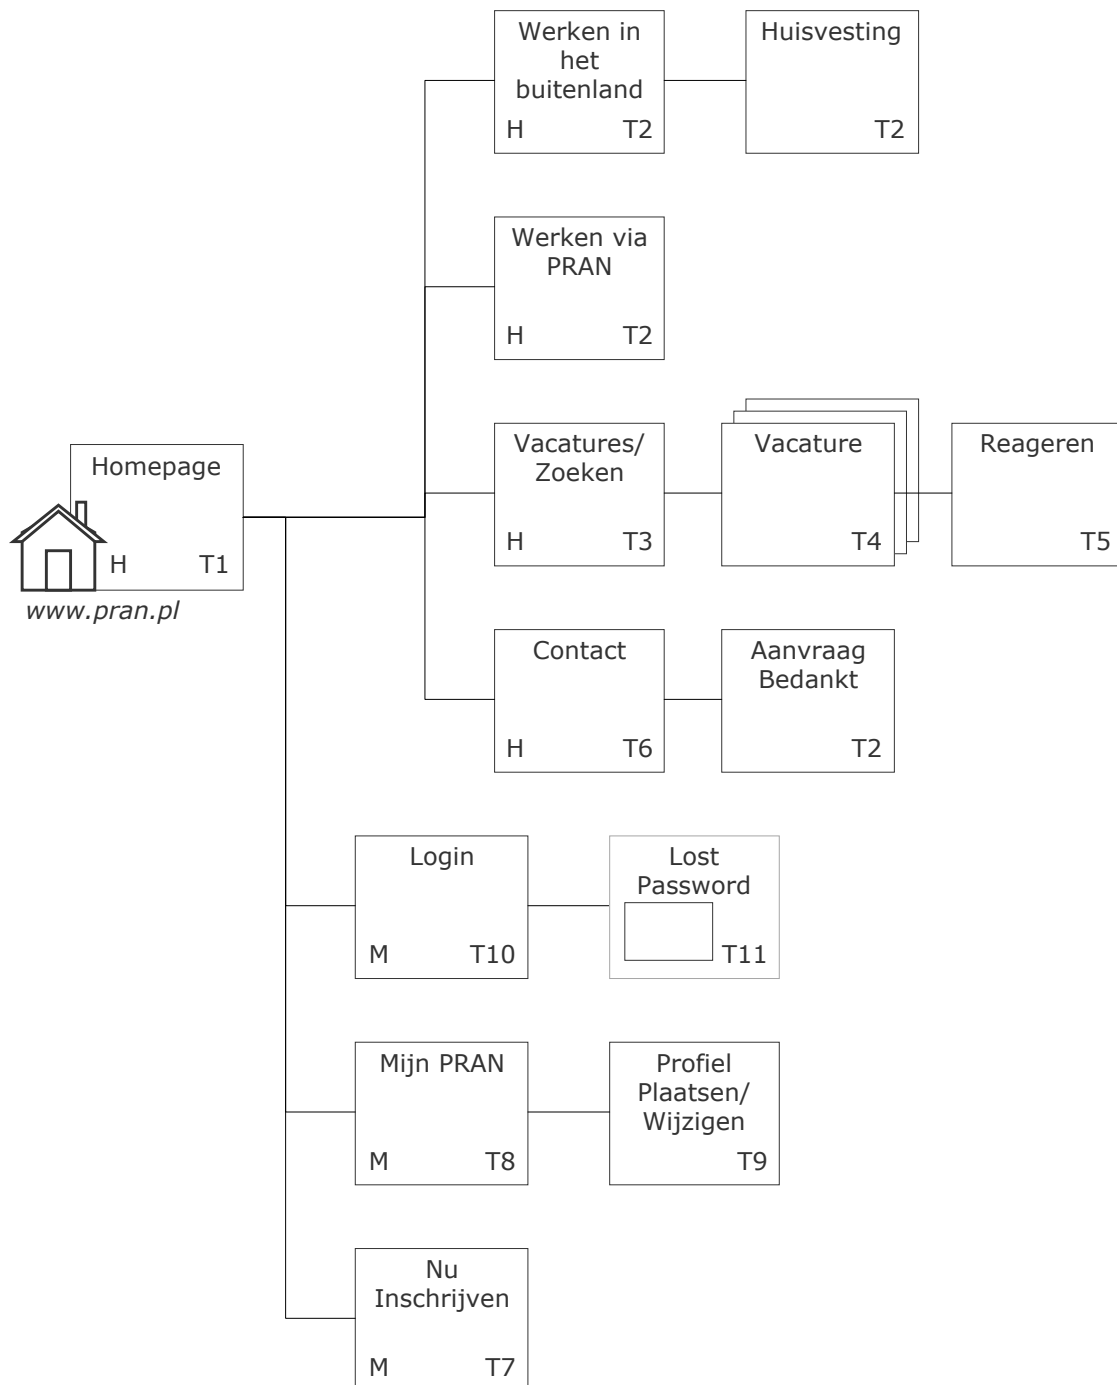 Werken in
het
buitenland
H T2
Huisvesting
T2
Werken via
PRAN
H T2
Homepage
H T1
www.pran.pl
Vacatures/
Zoeken
H T3
Vacature
T4
Reageren
T5
Contact
H T6
Aanvraag
Bedankt
T2
Login
M T10
Lost
Password
T11
Mijn PRAN
M T8
Profiel
Plaatsen/
Wijzigen
T9
Nu
Inschrijven
M T7